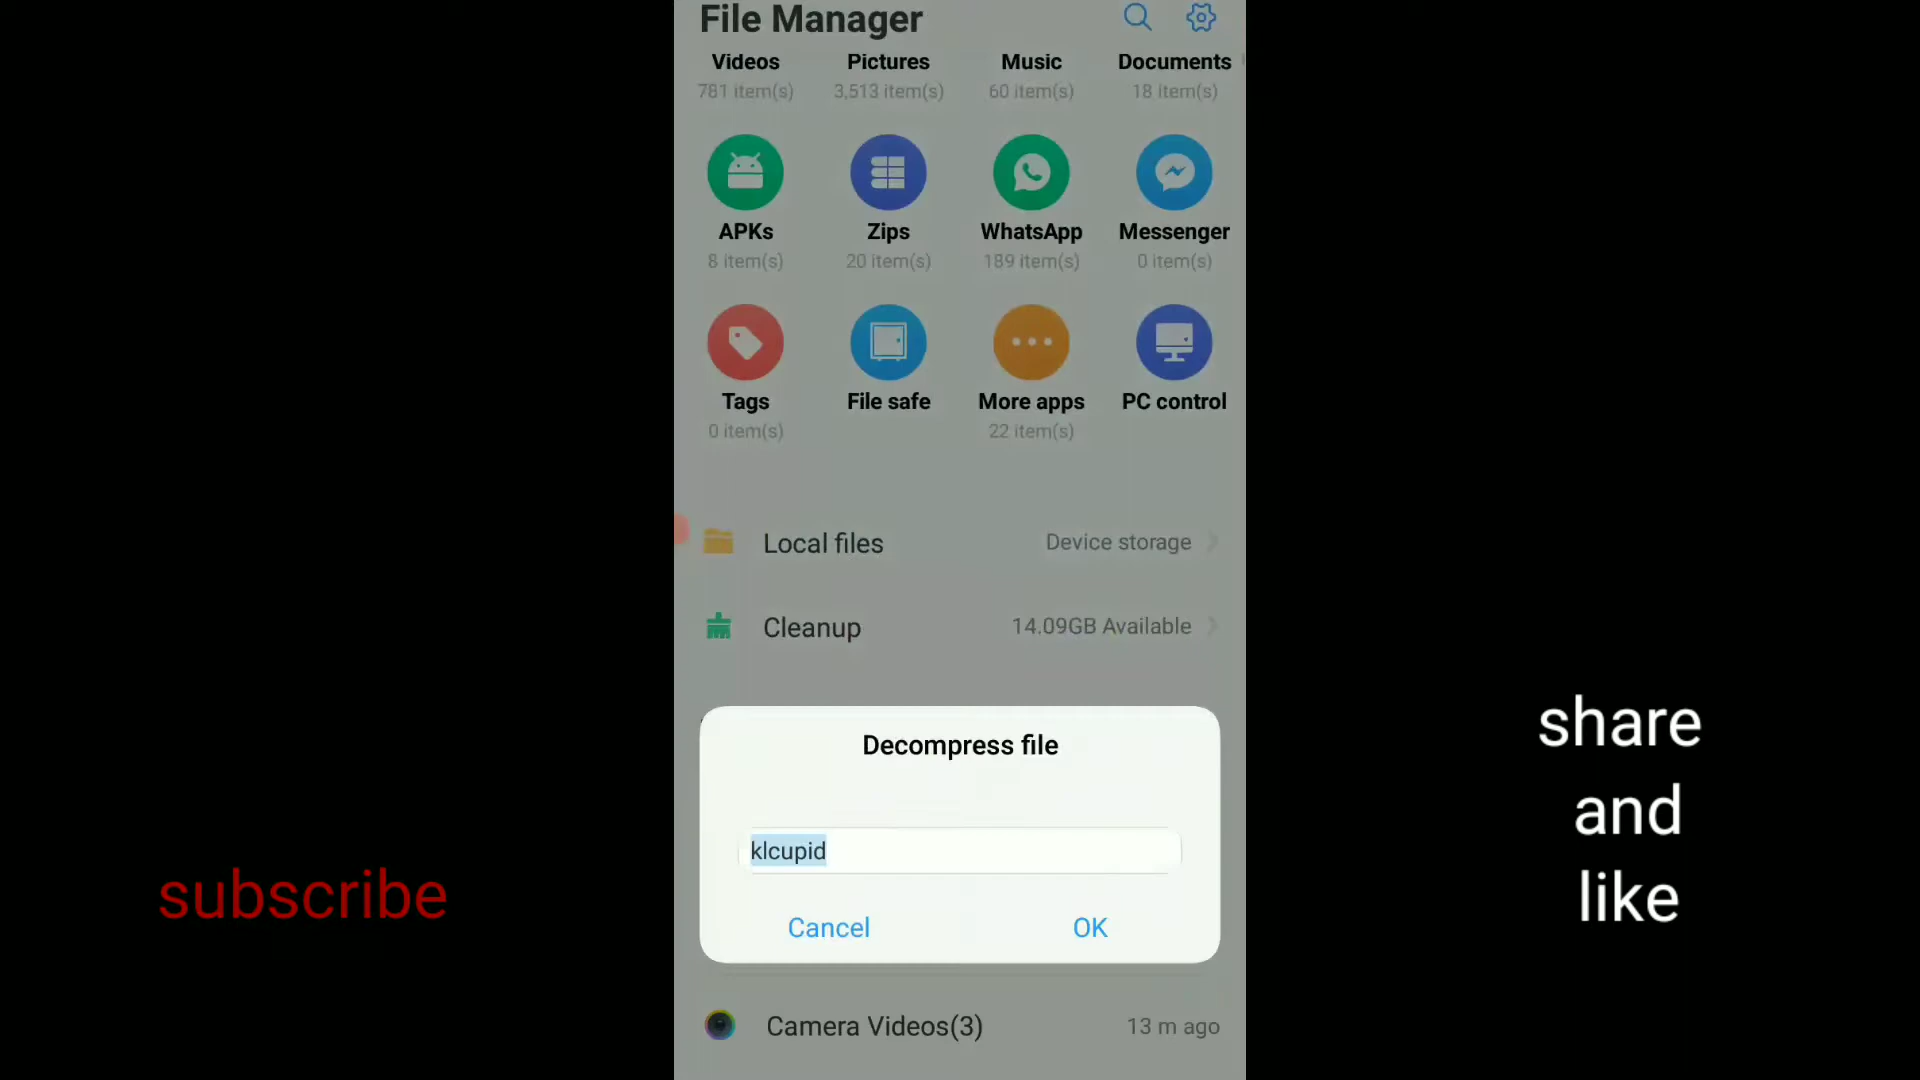 File Manager
Videos Pictures Music Documents
781 item(s) 3,513 item(s) 60 item(s) 18 item(s)
APKs Zips WhatsApp Messenger
8 item(s) 20 item(s) 189 item(s) 0 item(s)
Tags File safe More apps PC control
0 item(s) 22 item(s)
Local files Device storage
Cleanup 14.09GB Available
Decompress file
klcupid
Cancel OK
Camera Videos(3) 13 m ago
subscribe
share
and
like